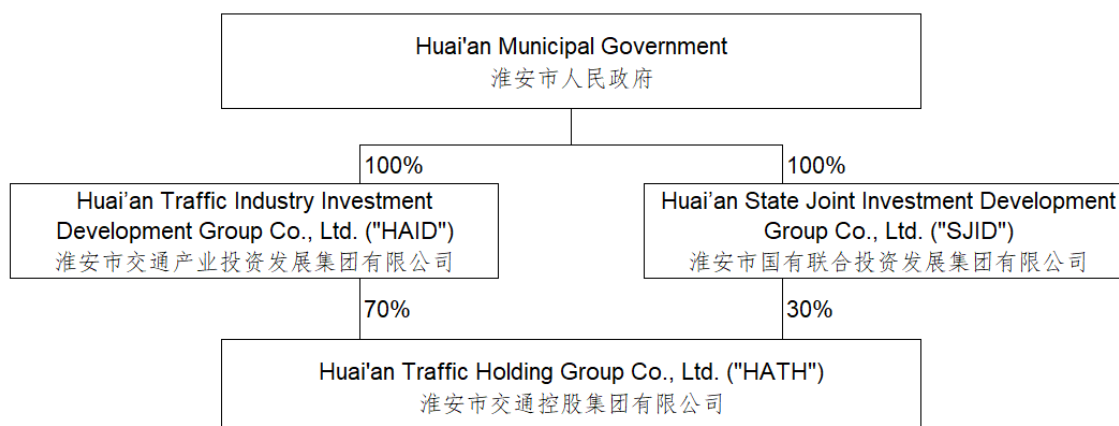 Huai'an Municipal Government
淮安市人民政府
100%
100%
Huai’an Traffic Industry Investment
Development Group Co., Ltd. ("HAID")
淮安市交通产业投资发展集团有限公司
Huai’an State Joint Investment Development
Group Co., Ltd. ("SJID")
淮安市国有联合投资发展集团有限公司
70%
30%
Huai'an Traffic Holding Group Co., Ltd. ("HATH")
淮安市交通控股集团有限公司